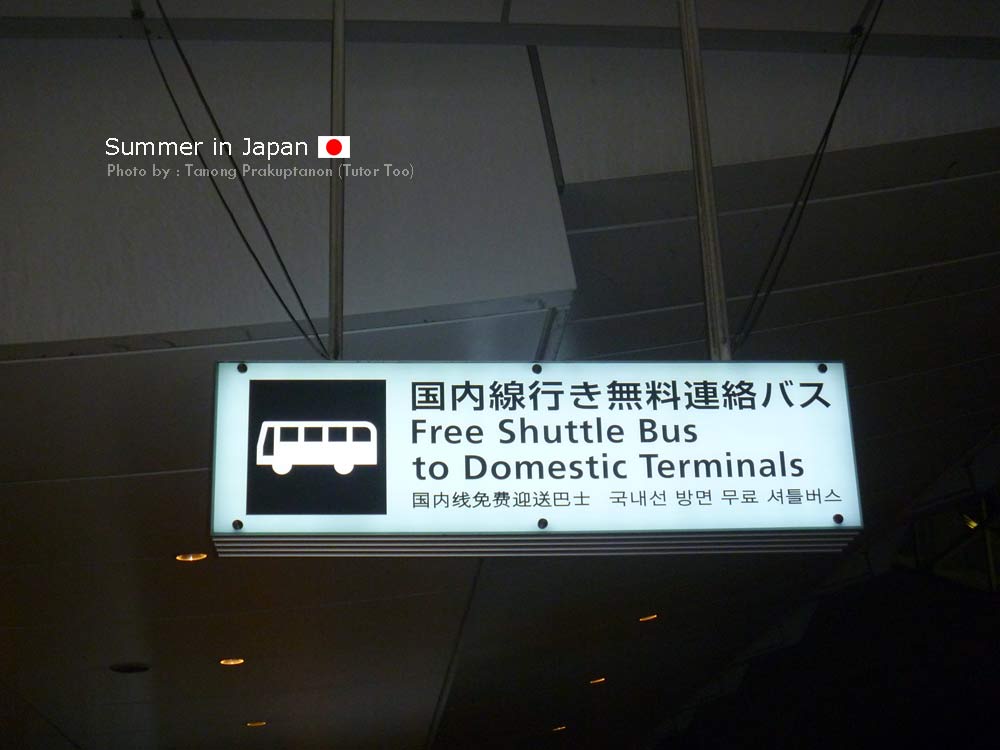 Summer in Japan
Photo by : Tanong Prakuptanon (Tutor Too)
国内線行き無料連絡バス
Free Shuttle Bus
to Domestic Terminals
国内线免费迎送巴士 국내선 방면 무료 셔틀버스